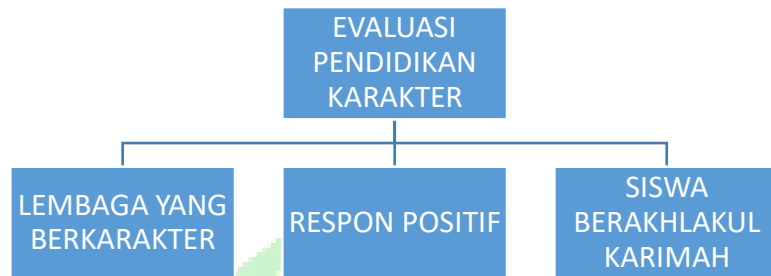 EVALUASI
PENDIDIKAN
KARAKTER
LEMBAGA YANG
BERKARAKTER
RESPON POSITIF
SISWA
BERAKHLAKUL
KARIMAH